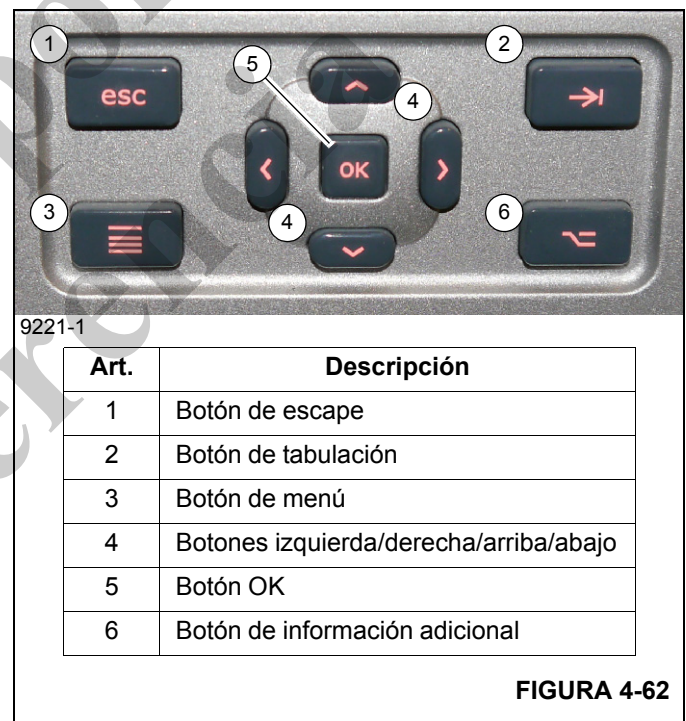 1
2
5
esc
4
OK
3
4
6
9221-1
Art. Descripción
1 Botón de escape
2 Botón de tabulación
3 Botón de menú
4 Botones izquierda/derecha/arriba/abajo
5 Botón OK
6 Botón de información adicional
FIGURA 4-62